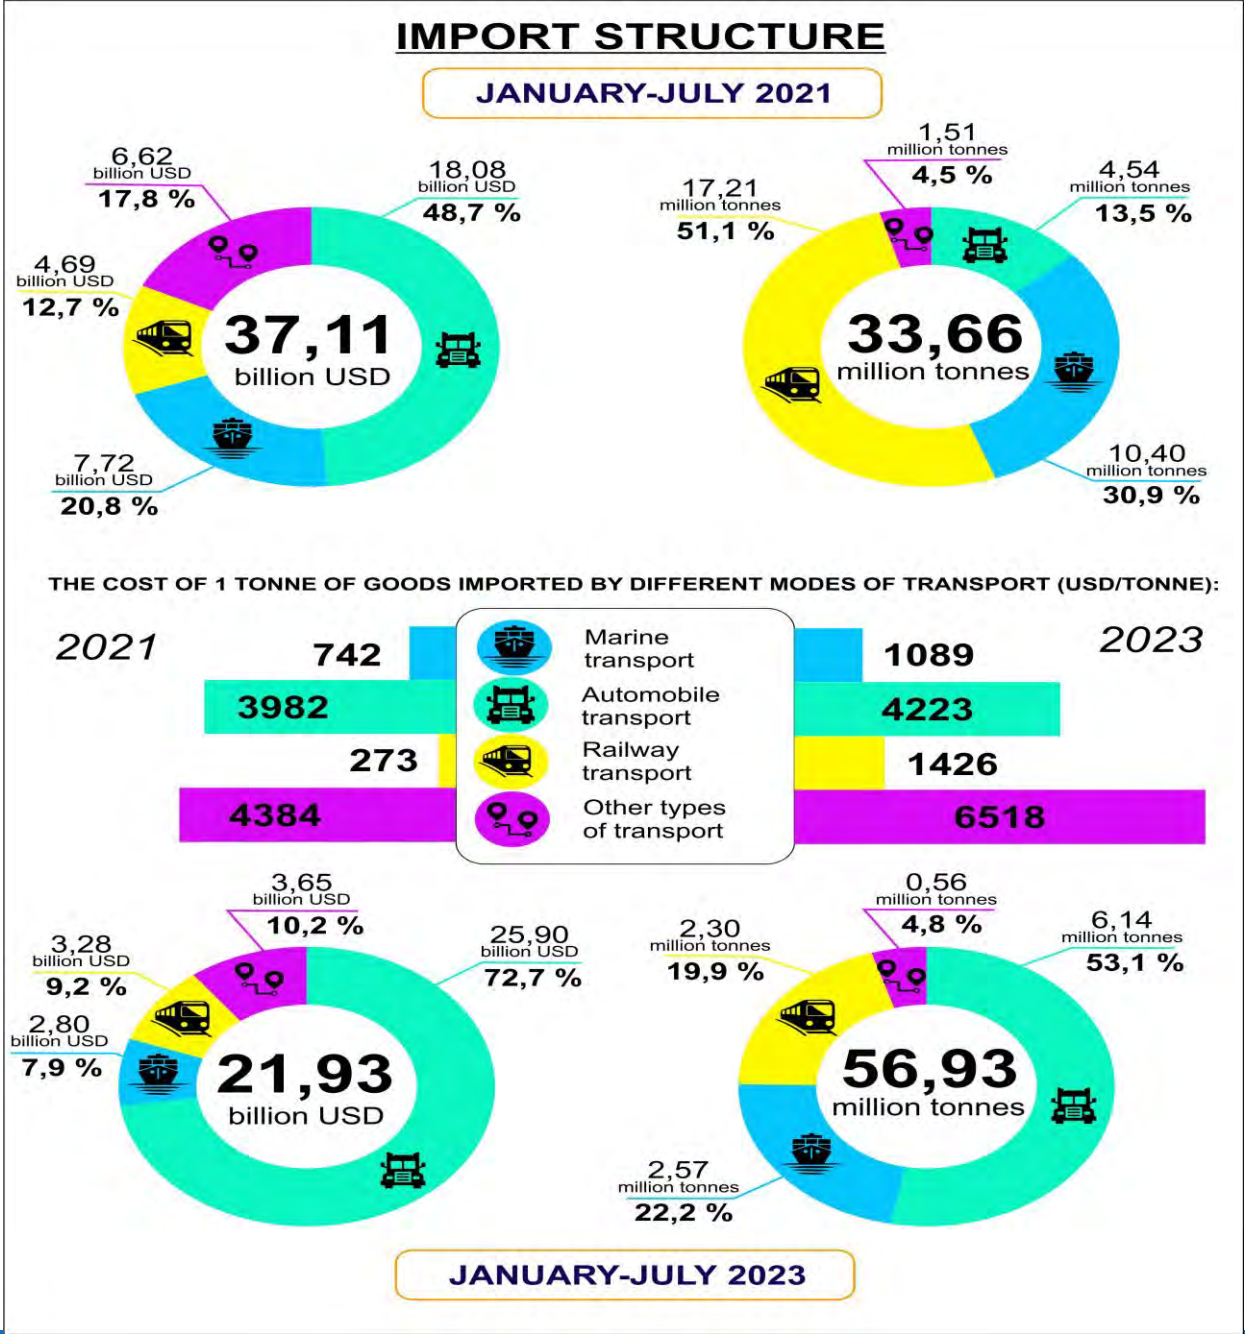 IMPORT STRUCTURE
JANUARY-JULY 2021
6,62
billion USD
17,8 %
18,08
billion USD
48,7 %
4,69
billion USD
12,7 %
37,11
billion USD
7,72
billion USD
20,8 %
1,51
million tonnes
4,5 %
4,54
million tonnes
13,5 %
17,21
million tonnes
51,1 %
33,66
million tonnes
10,40
million tonnes
30,9 %
THE COST OF 1 TONNE OF GOODS IMPORTED BY DIFFERENT MODES OF TRANSPORT (USD/TONNE):
2021
2023
742
Marine
transport
1089
3982
Automobile
transport
4223
273
Railway
transport
1426
4384
Other types
of transport
6518
3,65
billion USD
10,2 %
25,90
billion USD
72,7 %
3,28
billion USD
9,2 %
2,80
billion USD
7,9 %
21,93
billion USD
0,56
million tonnes
4,8 %
6,14
million tonnes
53,1 %
2,30
million tonnes
19,9 %
56,93
million tonnes
2,57
million tonnes
22,2 %
JANUARY-JULY 2023